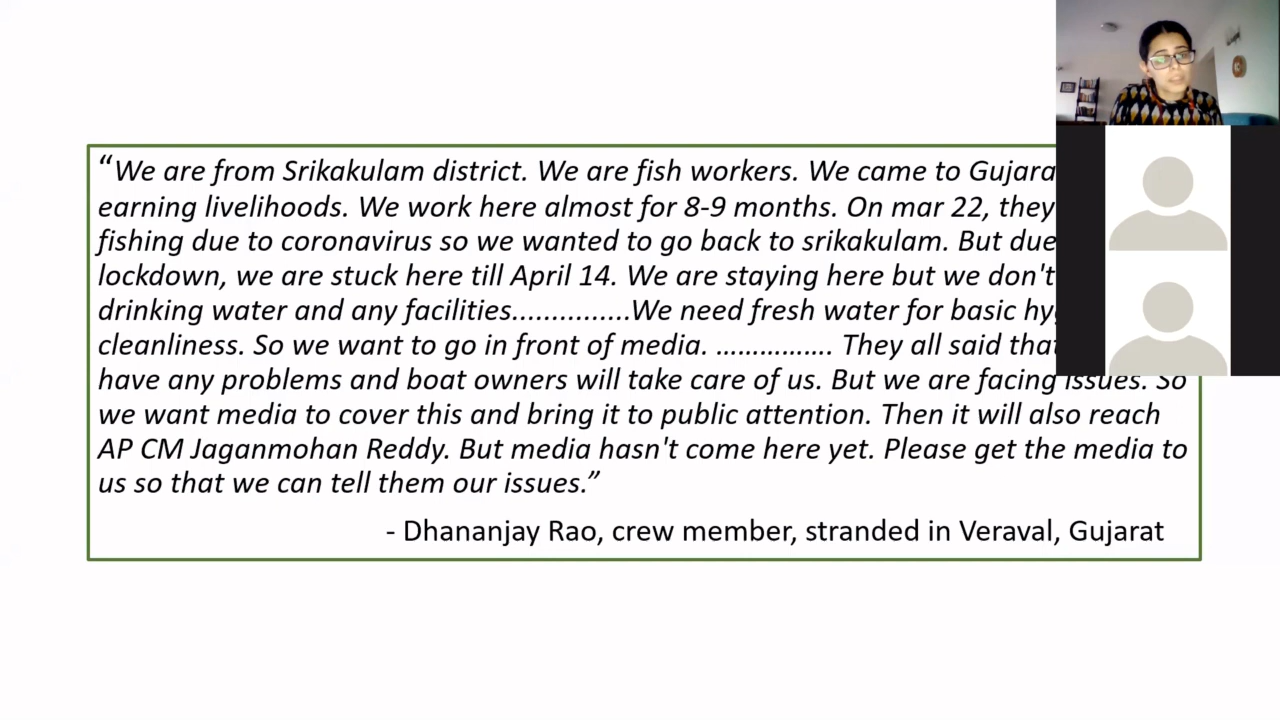 “We are from Srikakulam district. We are fish workers. We came to Gujara
earning livelihoods. We work here almost for 8-9 months. On mar 22, they
fishing due to coronavirus so we wanted to go back to srikakulam. But due
lockdown, we are stuck here till April 14. We are staying here but we don't
drinking water and any facilities...............We need fresh water for basic hy
cleanliness. So we want to go in front of media. ……………. They all said that
have any problems and boat owners will take care of us. But we are facing issues. So
we want media to cover this and bring it to public attention. Then it will also reach
AP CM Jaganmohan Reddy. But media hasn't come here yet. Please get the media to
us so that we can tell them our issues.”
- Dhananjay Rao, crew member, stranded in Veraval, Gujarat